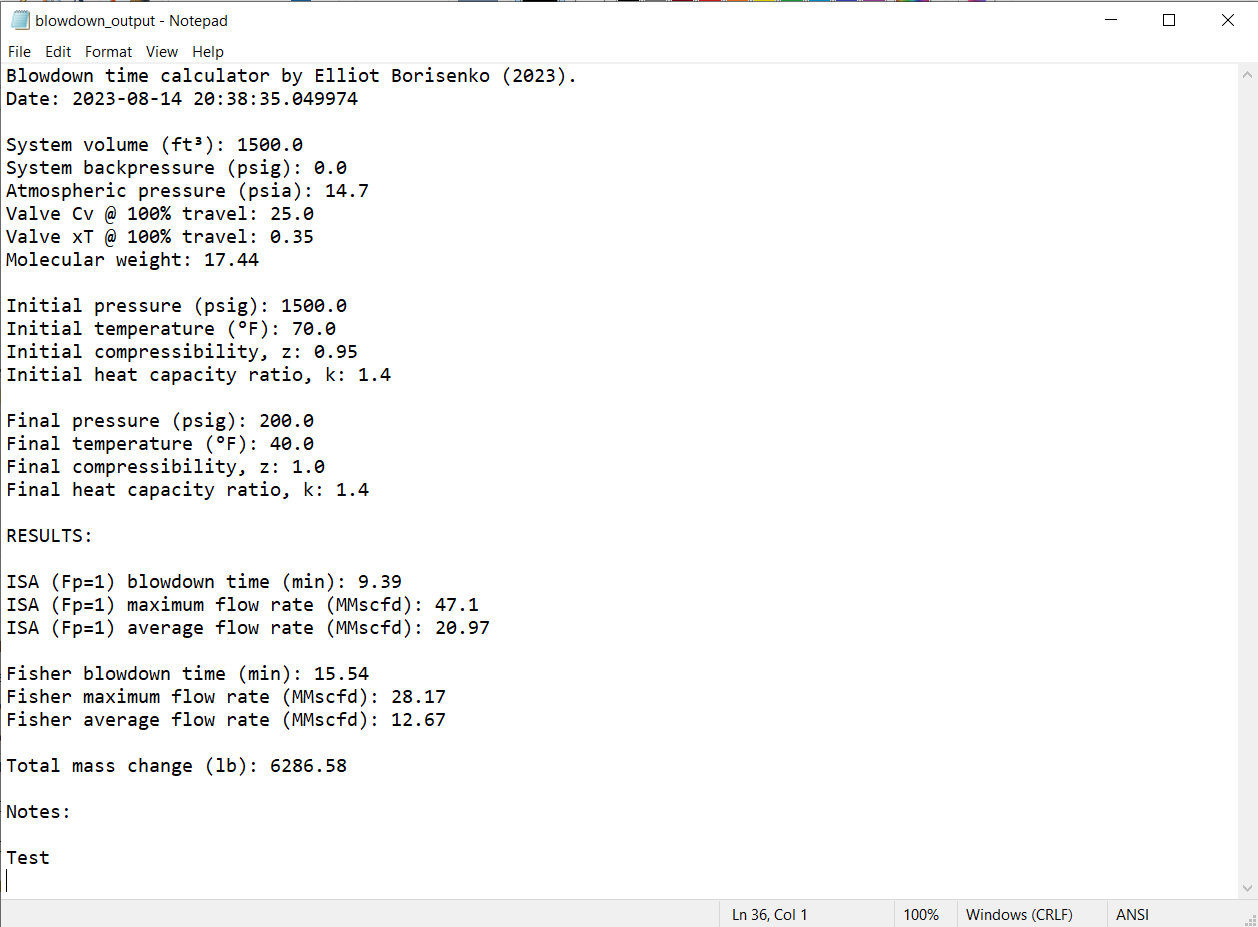 blowdown_output - Notepad
File Edit Format View Help
Blowdown time calculator by Elliot Borisenko (2023).
Date: 2023-08-14 20:38:35.049974
System volume (ft³): 1500.0
System backpressure (psig): 0.0
Atmospheric pressure (psia): 14.7
Valve Cv @ 100% travel: 25.0
Valve xT @ 100% travel: 0.35
Molecular weight: 17.44
Initial pressure (psig): 1500.0
Initial temperature (°F): 70.0
Initial compressibility, z: 0.95
Initial heat capacity ratio, k: 1.4
Final pressure (psig): 200.0
Final temperature (°F): 40.0
Final compressibility, z: 1.0
Final heat capacity ratio, k: 1.4
RESULTS:
ISA (Fp=1) blowdown time (min): 9.39
ISA (Fp=1) maximum flow rate (MMscfd): 47.1
ISA (Fp=1) average flow rate (MMscfd): 20.97
Fisher blowdown time (min): 15.54
Fisher maximum flow rate (MMscfd): 28.17
Fisher average flow rate (MMscfd): 12.67
Total mass change (lb): 6286.58
Notes:
Test
Ln 36, Col 1 100% Windows (CRLF) ANSI